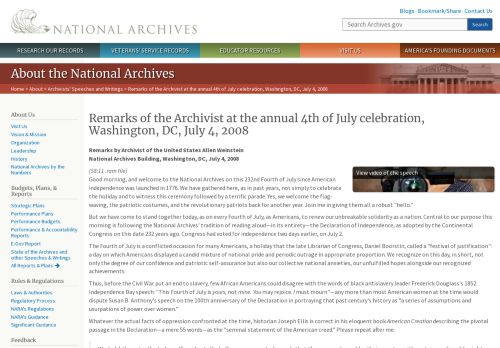 Blogs · Bookmark/Share · Contact Us
NATIONAL ARCHIVES
Search Archives.gov
Search
RESEARCH OUR RECORDS
VETERANS' SERVICE RECORDS
EDUCATOR RESOURCES
VISIT US
AMERICA'S FOUNDING DOCUMENTS
About the National Archives
Home > About > Archivists' Speeches and Writings > Remarks of the Archivist at the annual 4th of July celebration, Washington, DC, July 4, 2008
About Us
Visit Us
Vision & Mission
Organization
Leadership
History
National Archives by the
Numbers
Budgets, Plans, &
Reports
Strategic Plans
Performance Plans
Performance Budgets
Performance & Accountability
Reports
E-Gov Report
State of the Archives and
other Speeches & Writings
All Reports & Plans
Rules & Regulations
Laws & Authorities
Regulatory Process
NARA's Regulations
Significant Guidance
Feedback
Remarks of the Archivist at the annual 4th of July celebration,
Washington, DC, July 4, 2008
Remarks by Archivist of the United States Allen Weinstein
National Archives Building, Washington, DC, July 4, 2008
(58:11 .ram file)
View video of the speech
Good morning, and welcome to the National Archives on this 232nd Fourth of July since American
independence was launched in 1776. We have gathered here, as in past years, not simply to celebrate
the holiday and to witness this ceremony followed by a terrific parade. Yes, we welcome the flag-
waving, the patriotic costumes, and the revolutionary patriots back for another year. Join me in giving them all a robust "hello."
But we have come to stand together today, as on every Fourth of July, as Americans, to renew our unbreakable solidarity as a nation. Central to our purpose this
morning is following the National Archives' tradition of reading aloud—in its entirety—the Declaration of Independence, as adopted by the Continental
Congress on this date 232 years ago. Congress had voted for independence two days earlier, on July 2.
The Fourth of July is a conflicted occasion for many Americans, a holiday that the late Librarian of Congress, Daniel Boorstin, called a "festival of justification":
a day on which Americans displayed a candid mixture of national pride and periodic outrage in appropriate proportion. We recognize on this day, in short, not
only the degree of our confidence and patriotic self-assurance but also our collective national anxieties, our unfulfilled hopes alongside our recognized
achievements
Thus, before the Civil War put an end to slavery, few African Americans could disagree with the words of black antislavery leader Frederick Douglass's 1852
Independence Day speech: "This Fourth of July is yours, not mine. You may rejoice. I must mourn."—any more than most American women at the time would
dispute Susan B. Anthony's speech on the 100th anniversary of the Declaration in portraying that past century's history as "a series of assumptions and
usurpations of power over women."
Whatever the actual facts of oppression confronted at the time, historian Joseph Ellis is correct in his eloquent book American Creation describing the pivotal
passage in the Declaration—a mere 55 words—as the "seminal statement of the American creed." Please repeat after me: